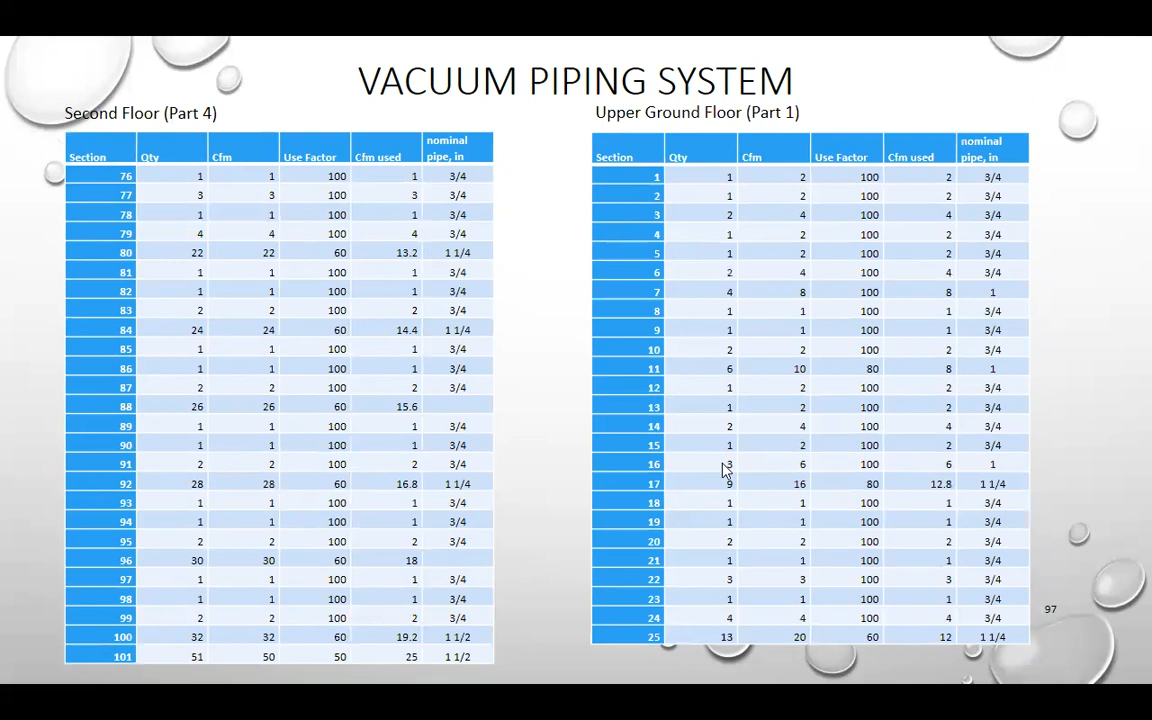 VACUUM PIPING SYSTEM
Second Floor (Part 4)
Section Qty Cfm Use Factor Cfm used nominal pipe, in
76 1 1 100 1 3/4
77 3 3 100 3 3/4
78 1 1 100 1 3/4
79 4 4 100 4 3/4
80 22 22 60 13.2 1 1/4
81 1 1 100 1 3/4
82 1 1 100 1 3/4
83 2 2 100 2 3/4
84 24 24 60 14.4 1 1/4
85 1 1 100 1 3/4
86 1 1 100 1 3/4
87 2 2 100 2 3/4
88 26 26 60 15.6
89 1 1 100 1 3/4
90 1 1 100 1 3/4
91 2 2 100 2 3/4
92 28 28 60 16.8 1 1/4
93 1 1 100 1 3/4
94 1 1 100 1 3/4
95 2 2 100 2 3/4
96 30 30 60 18
97 1 1 100 1 3/4
98 1 1 100 1 3/4
99 2 2 100 2 3/4
100 32 32 60 19.2 1 1/2
101 51 50 50 25 1 1/2
Upper Ground Floor (Part 1)
Section Qty Cfm Use Factor Cfm used nominal pipe, in
1 1 2 100 2 3/4
2 1 2 100 2 3/4
3 2 4 100 4 3/4
4 1 2 100 2 3/4
5 1 2 100 2 3/4
6 2 4 100 4 3/4
7 4 8 100 8 1
8 1 1 100 1 3/4
9 1 1 100 1 3/4
10 2 2 100 2 3/4
11 6 10 80 8 1
12 1 2 100 2 3/4
13 1 2 100 2 3/4
14 2 4 100 4 3/4
15 1 2 100 2 3/4
16 3 6 100 6 1
17 9 16 80 12.8 1 1/4
18 1 1 100 1 3/4
19 1 1 100 1 3/4
20 2 2 100 2 3/4
21 1 1 100 1 3/4
22 3 3 100 3 3/4
23 1 1 100 1 3/4
24 4 4 100 4 3/4
25 13 20 60 12 1 1/4
97